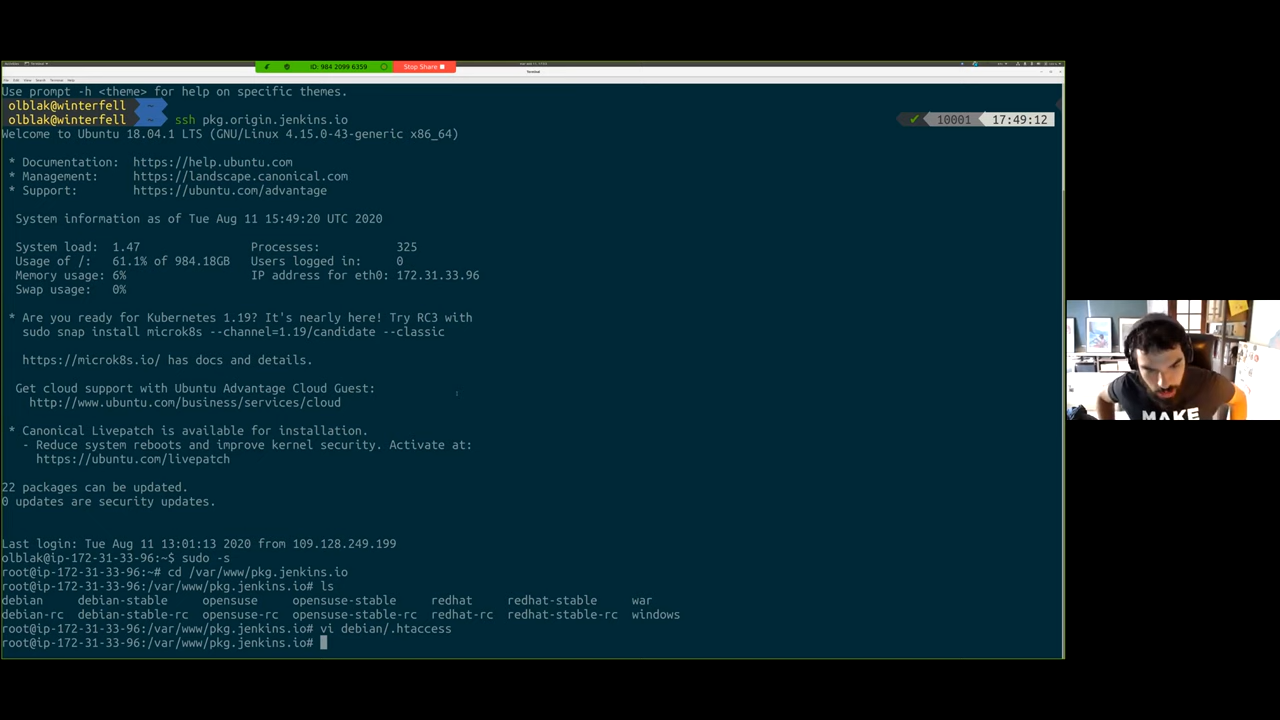 ID: 984 2099 6359 Stop Share
Terminal
Use prompt -h <theme> for help on specific themes.
olblak@winterfell ~
olblak@winterfell ~ ssh pkg.origin.jenkins.io ✔ 10001 17:49:12
Welcome to Ubuntu 18.04.1 LTS (GNU/Linux 4.15.0-43-generic x86_64)
* Documentation: https://help.ubuntu.com
* Management: https://landscape.canonical.com
* Support: https://ubuntu.com/advantage
System information as of Tue Aug 11 15:49:20 UTC 2020
System load: 1.47 Processes: 325
Usage of /: 61.1% of 984.18GB Users logged in: 0
Memory usage: 6% IP address for eth0: 172.31.33.96
Swap usage: 0%
* Are you ready for Kubernetes 1.19? It's nearly here! Try RC3 with
sudo snap install microk8s --channel=1.19/candidate --classic
https://microk8s.io/ has docs and details.
Get cloud support with Ubuntu Advantage Cloud Guest:
http://www.ubuntu.com/business/services/cloud
* Canonical Livepatch is available for installation.
- Reduce system reboots and improve kernel security. Activate at:
https://ubuntu.com/livepatch
22 packages can be updated.
0 updates are security updates.
Last login: Tue Aug 11 13:01:13 2020 from 109.128.249.199
olblak@ip-172-31-33-96:~$ sudo -s
root@ip-172-31-33-96:~# cd /var/www/pkg.jenkins.io
root@ip-172-31-33-96:/var/www/pkg.jenkins.io# ls
debian debian-stable opensuse opensuse-stable redhat redhat-stable war
debian-rc debian-stable-rc opensuse-rc opensuse-stable-rc redhat-rc redhat-stable-rc windows
root@ip-172-31-33-96:/var/www/pkg.jenkins.io# vi debian/.htaccess
root@ip-172-31-33-96:/var/www/pkg.jenkins.io#
MAKE